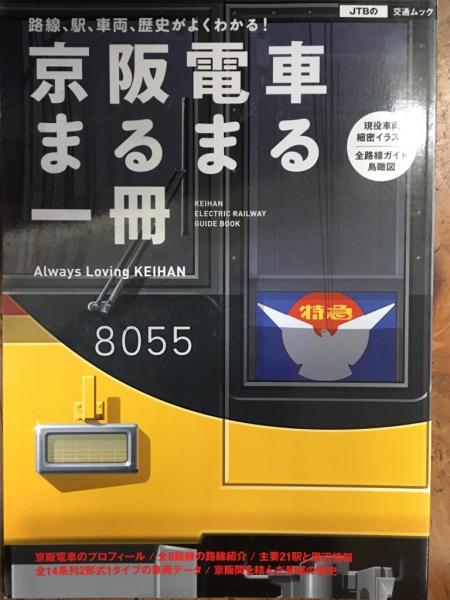 JTBの 交通ムック
路線、駅、車両、歴史がよくわかる!
京阪電車
まるまる
一冊
現役車両
細密イラスト
全路線ガイド
鳥瞰図
KEIHAN
ELECTRIC RAILWAY
GUIDE BOOK
Always Loving KEIHAN
特急
8055
京阪電車のプロフィール / 全8路線の路線紹介 / 主要21駅と周辺情報
全14系列2形式1タイプの車両データ / 京阪間を結んだ
の歴史